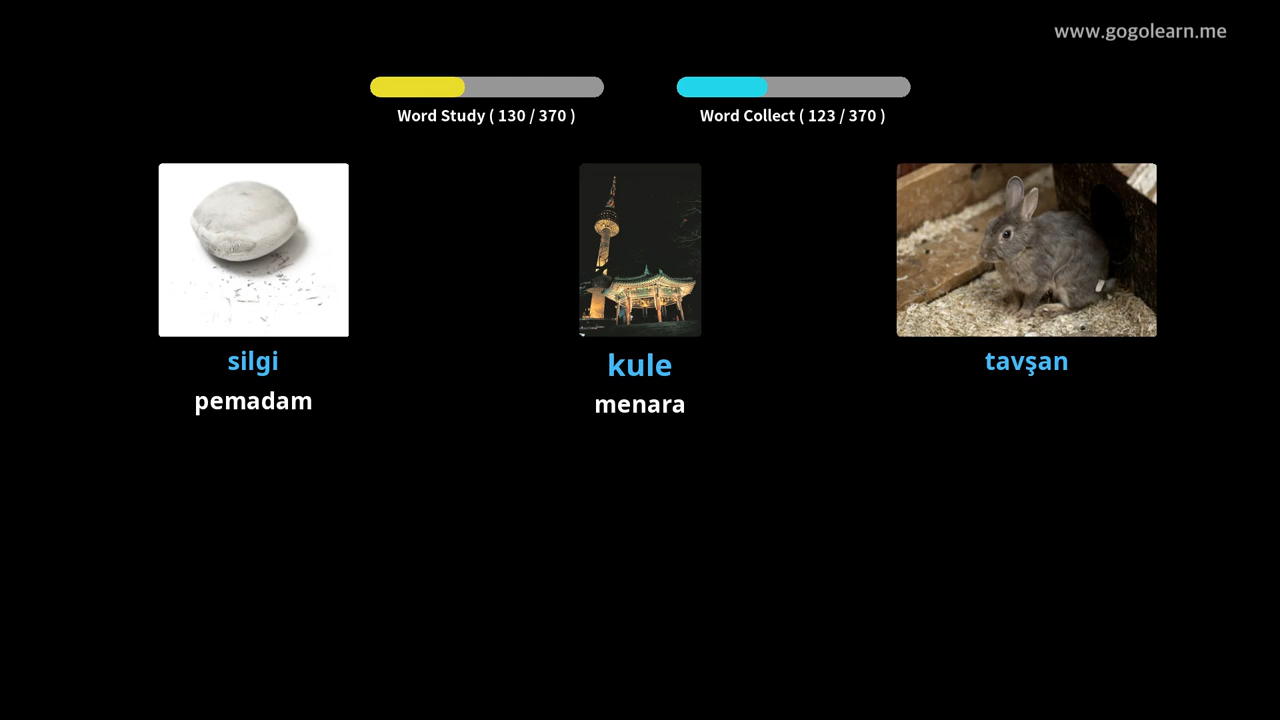 www.gogolearn.me
Word Study ( 130 / 370 )
Word Collect ( 123 / 370 )
silgi
pemadam
kule
menara
tavşan